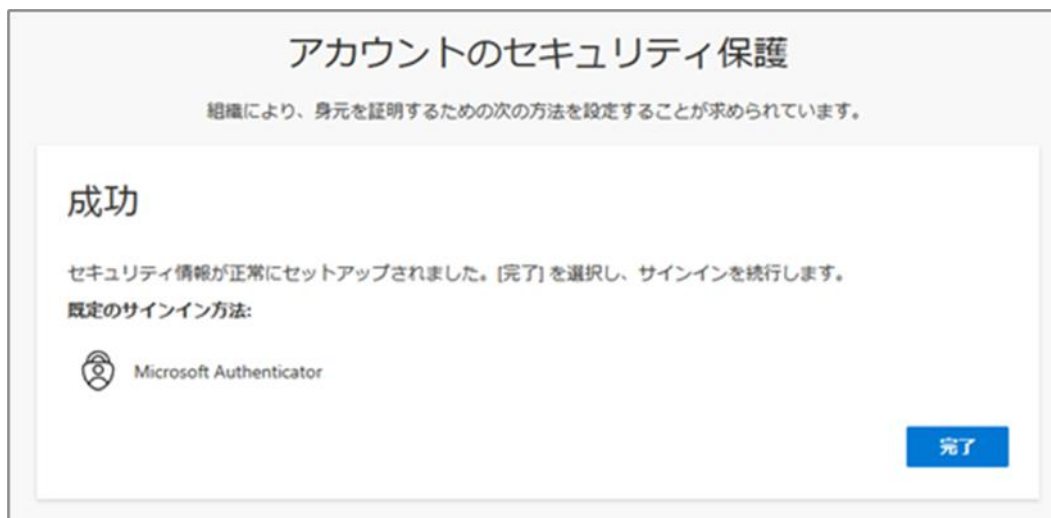 アカウントのセキュリティ保護
組織により、身元を証明するための次の方法を設定することが求められています。
成功
セキュリティ情報が正常にセットアップされました。[完了] を選択し、サインインを続行します。
既定のサインイン方法:
Microsoft Authenticator
完了